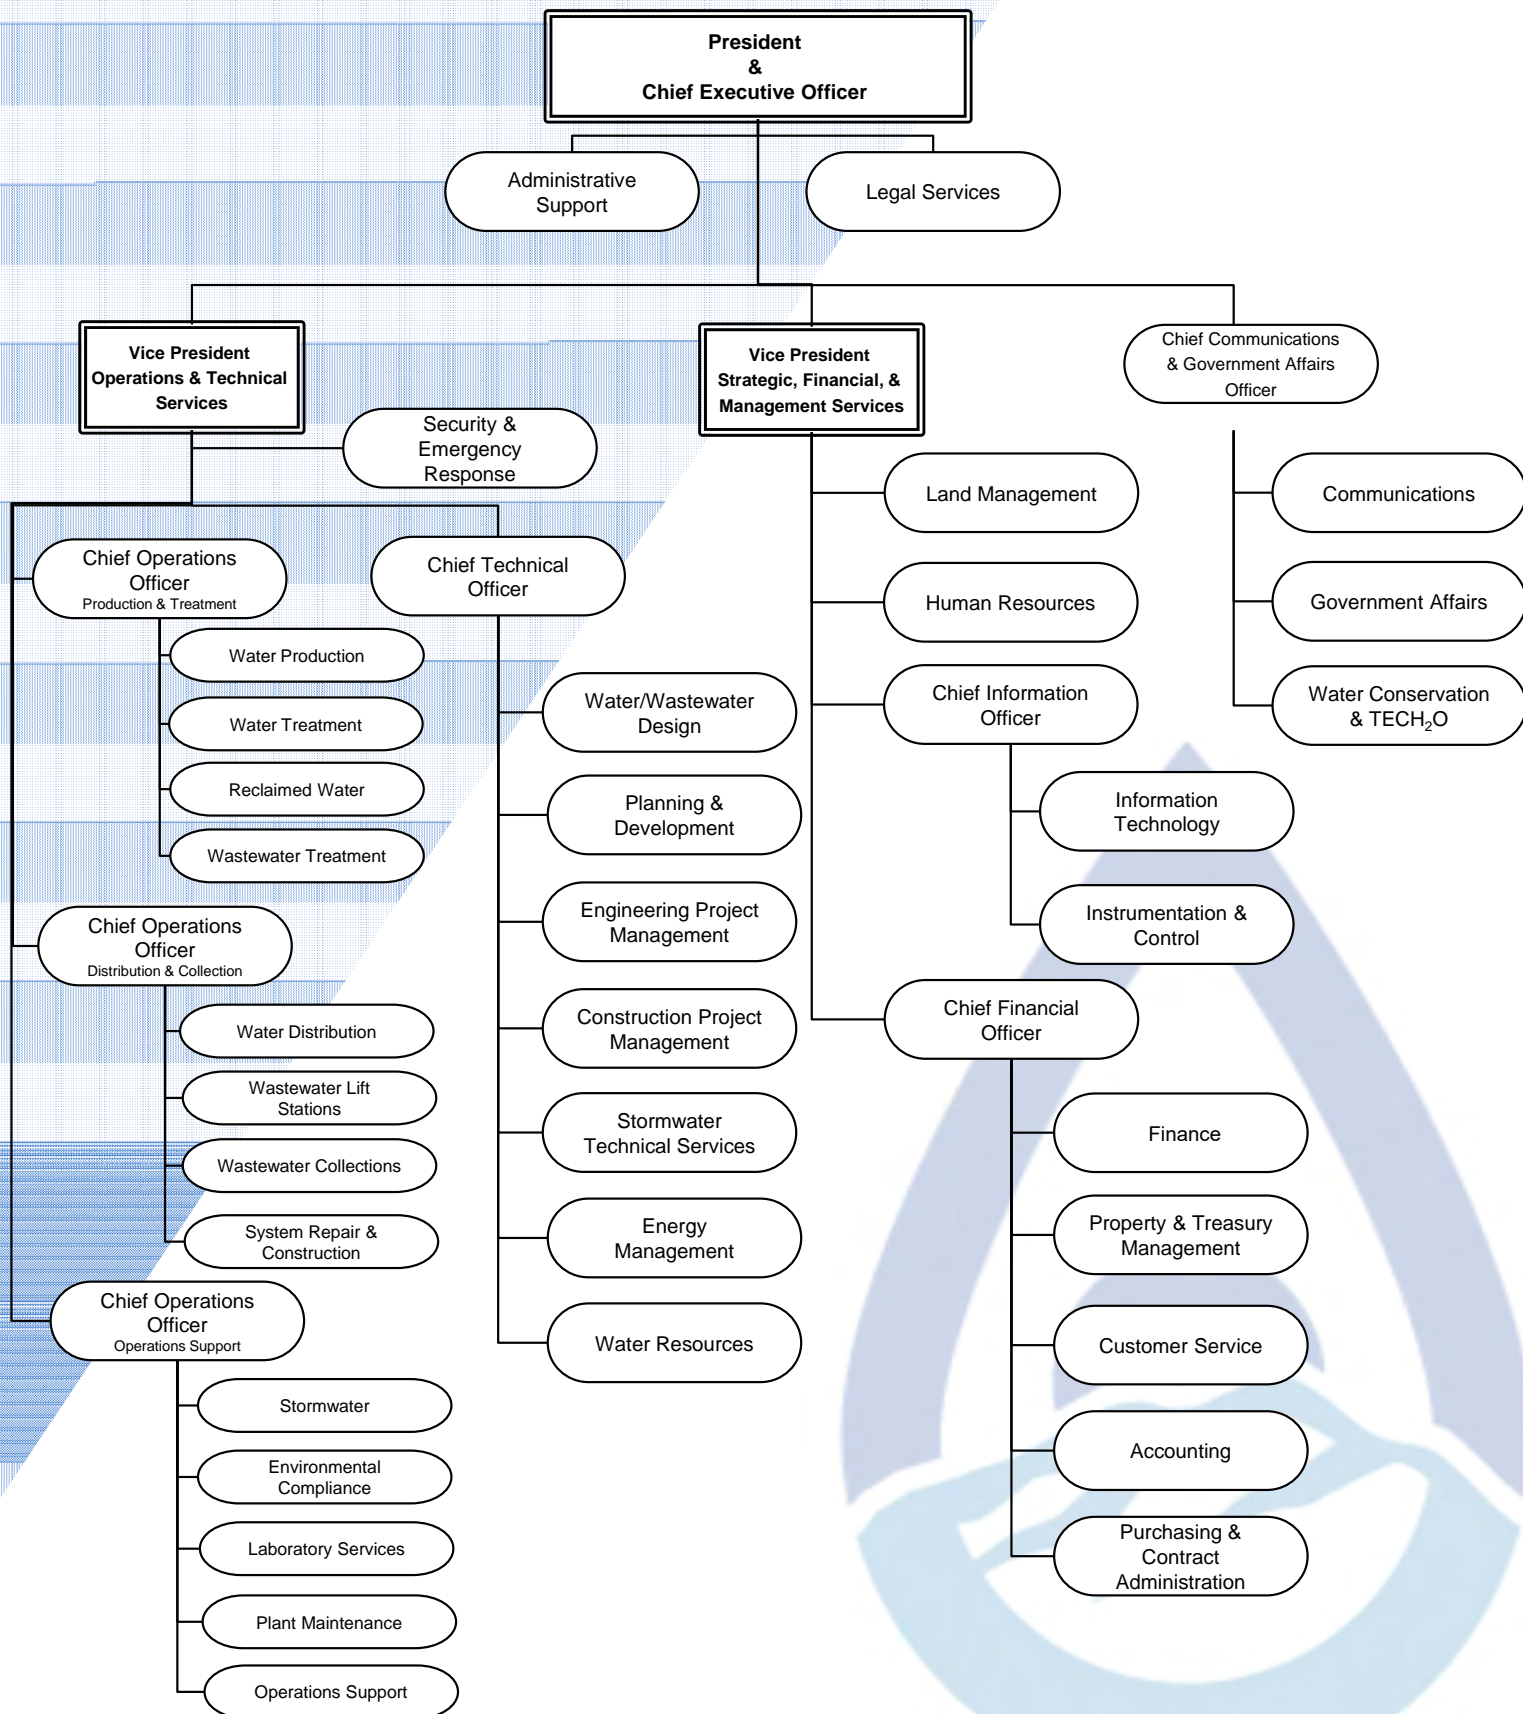 President
&
Chief Executive Officer
Administrative
Support
Legal Services
Vice President
Operations & Technical
Services
Vice President
Strategic, Financial, &
Management Services
Chief Communications
& Government Affairs
Officer
Security &
Emergency
Response
Land Management
Communications
Chief Operations
Officer
Production & Treatment
Chief Technical
Officer
Human Resources
Government Affairs
Water Production
Water Treatment
Reclaimed Water
Wastewater Treatment
Water/Wastewater
Design
Chief Information
Officer
Water Conservation
& TECH₂O
Planning &
Development
Information
Technology
Engineering Project
Management
Instrumentation &
Control
Chief Operations
Officer
Distribution & Collection
Water Distribution
Wastewater Lift
Stations
Wastewater Collections
System Repair &
Construction
Construction Project
Management
Chief Financial
Officer
Stormwater
Technical Services
Finance
Energy
Management
Property & Treasury
Management
Chief Operations
Officer
Operations Support
Water Resources
Customer Service
Stormwater
Environmental
Compliance
Laboratory Services
Plant Maintenance
Operations Support
Accounting
Purchasing &
Contract
Administration